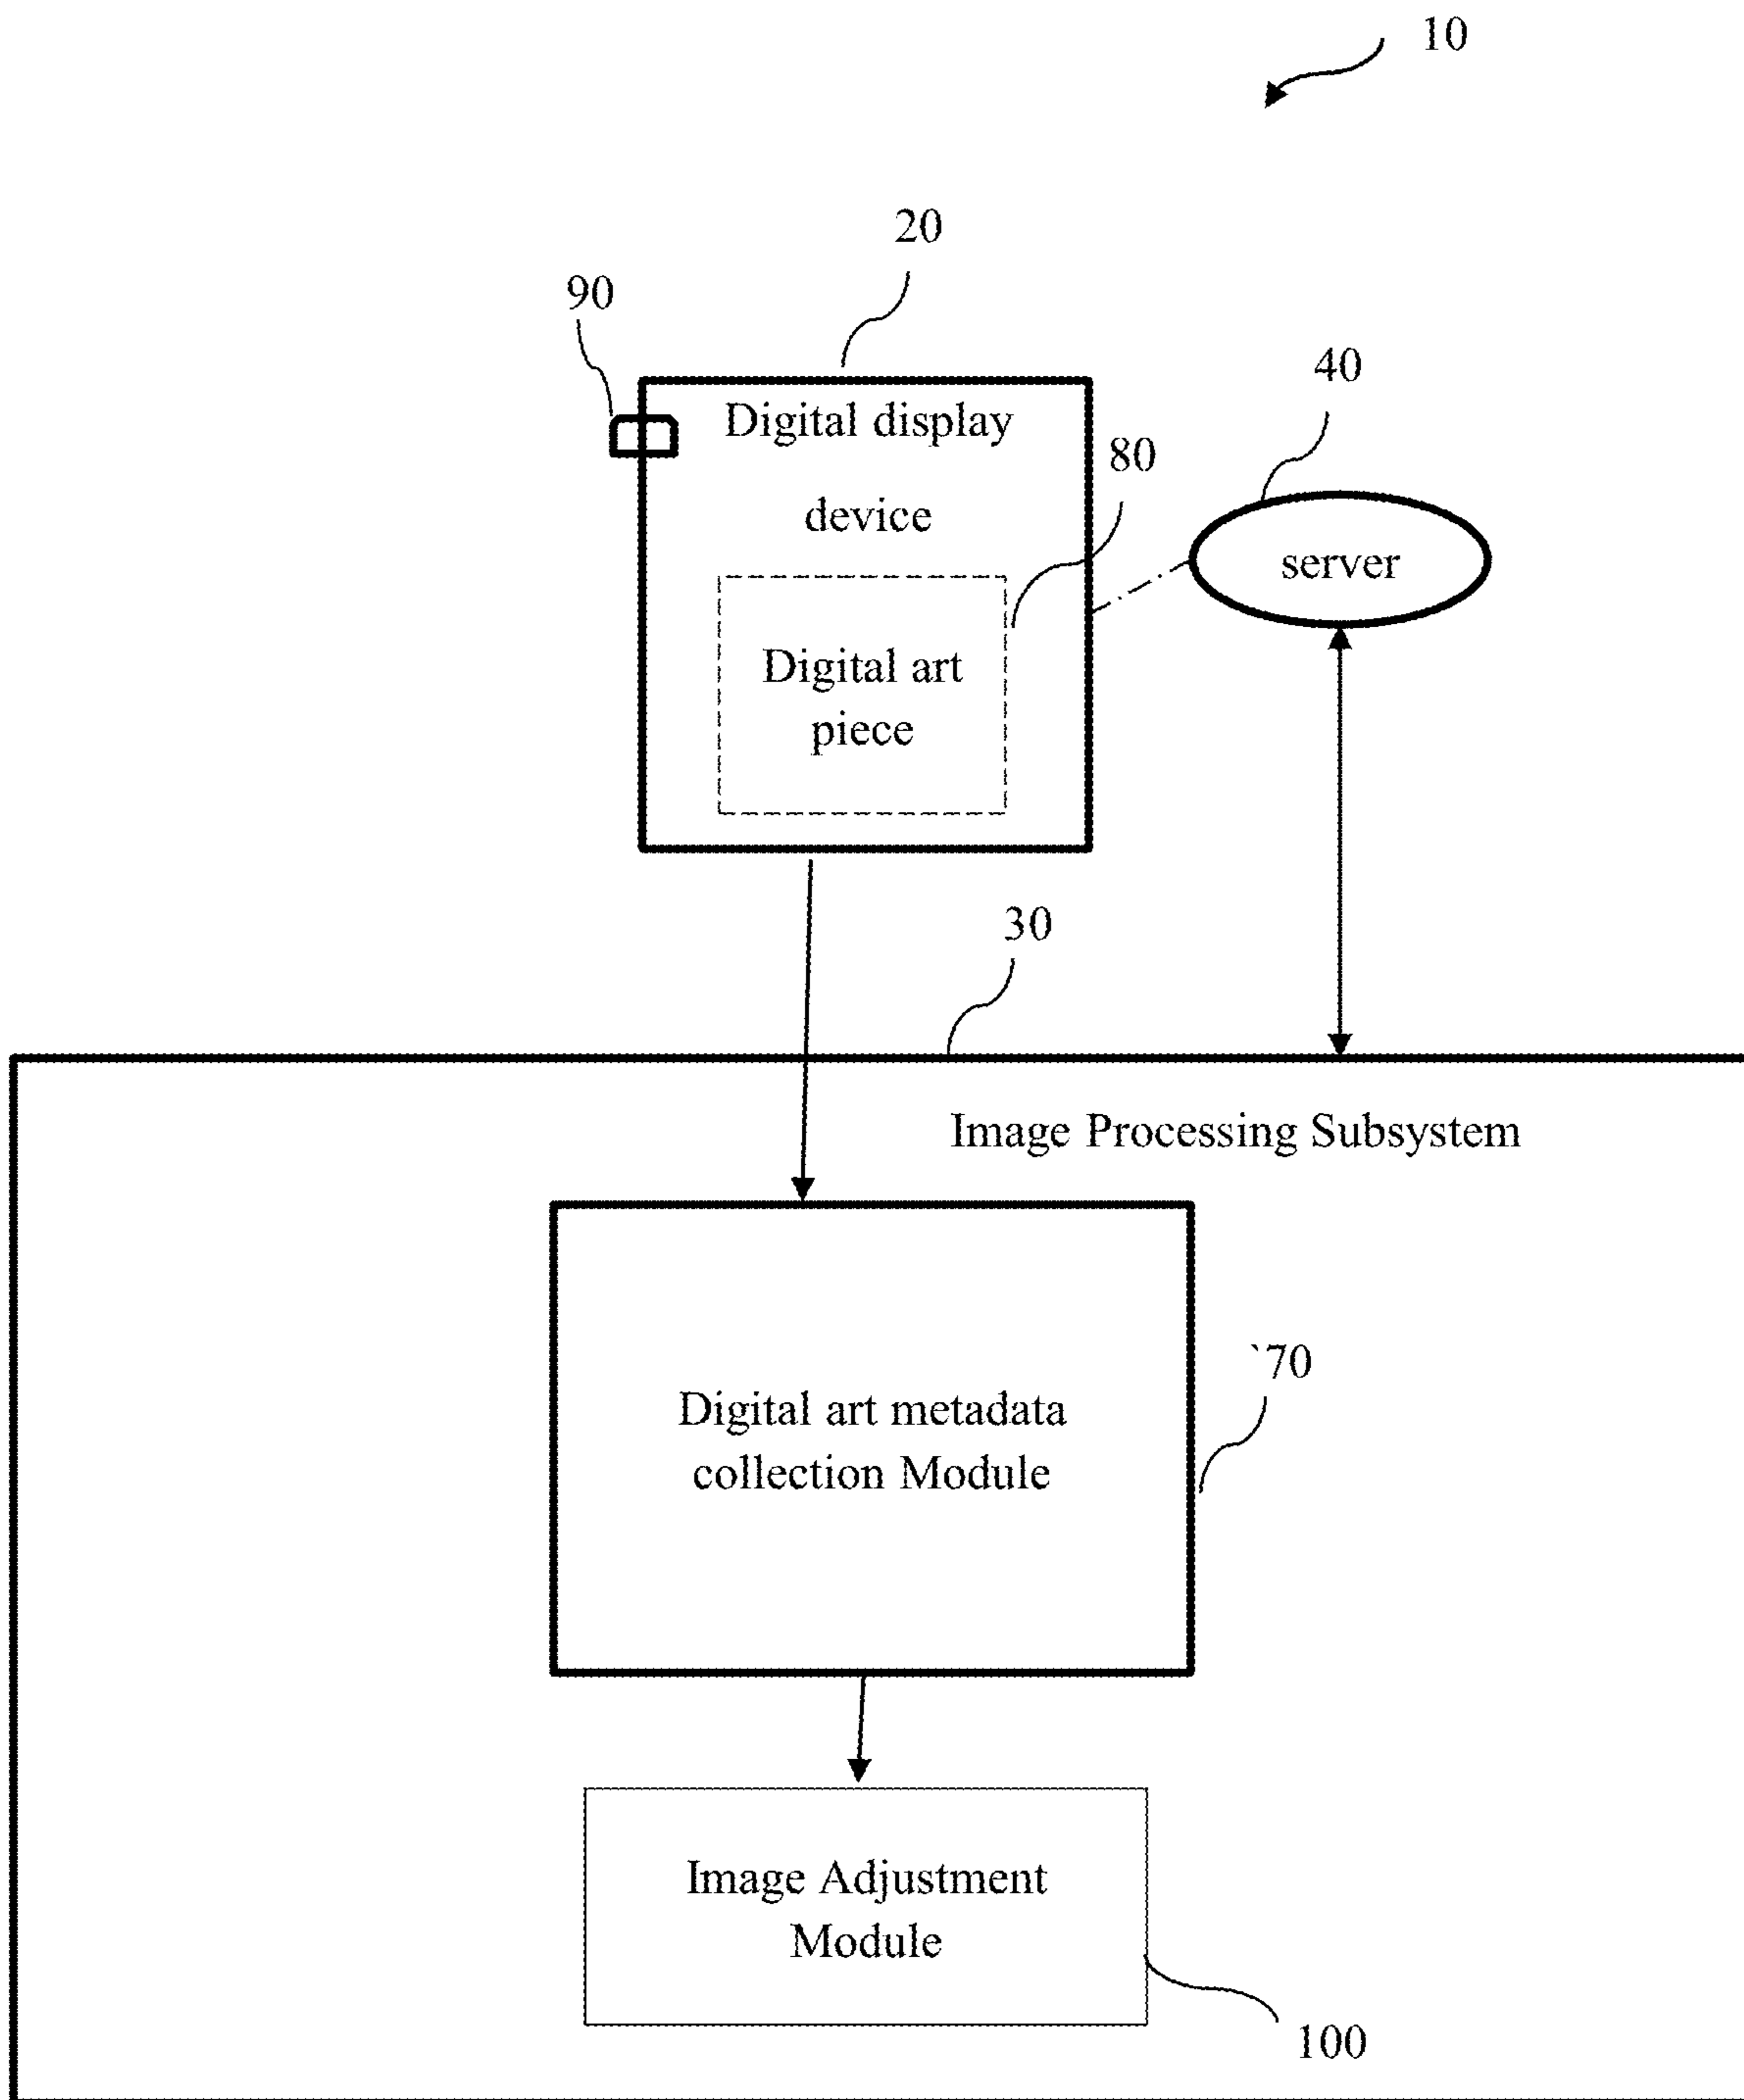 10
20
90
40
Digital display
80
device
server
Digital art
piece
30
Image Processing Subsystem
`70
Digital art metadata
collection Module
Image Adjustment
Module
100